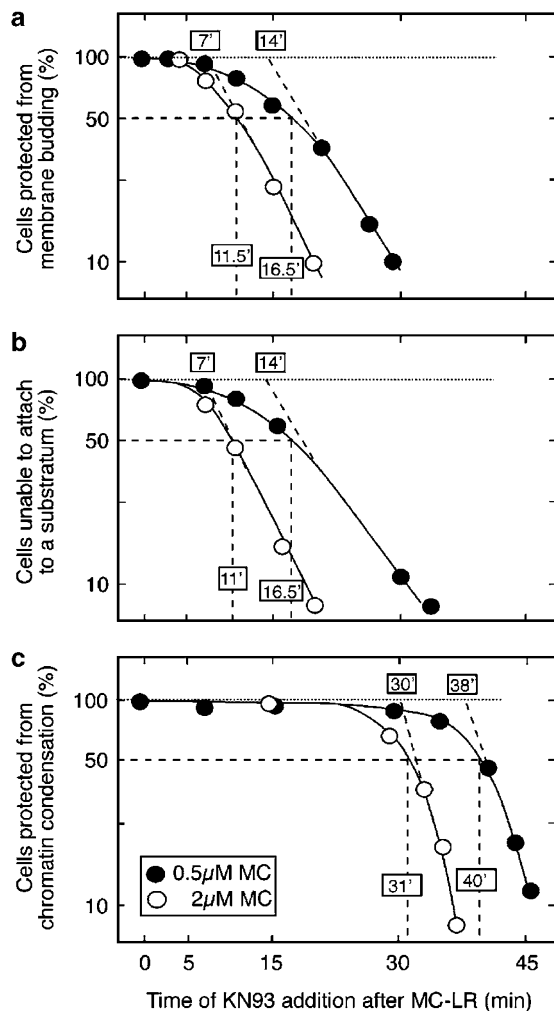 a
7'
14'
100
50
10
Cells protected from
membrane budding (%)
11.5'
16.5'
b
7'
14'
100
50
10
Cells unable to attach
to a substratum (%)
11'
16.5'
c
30'
38'
100
50
10
Cells protected from
chromatin condensation (%)
0.5µM MC
2µM MC
31'
40'
0
5
15
30
45
Time of KN93 addition after MC-LR (min)